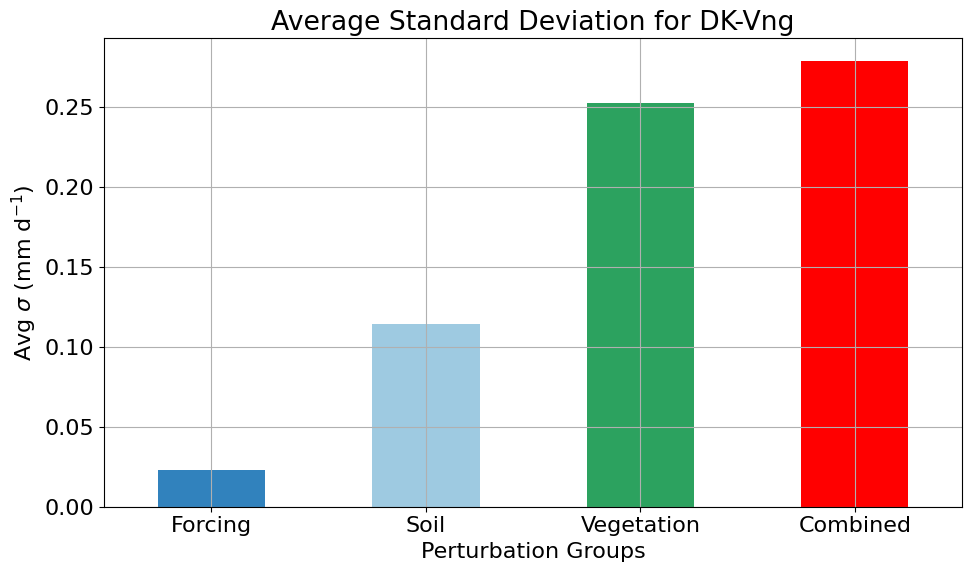 Average Standard Deviation for DK-Vng
Avg σ (mm d⁻¹)
0.25
0.20
0.15
0.10
0.05
0.00
Forcing Soil Vegetation Combined
Perturbation Groups